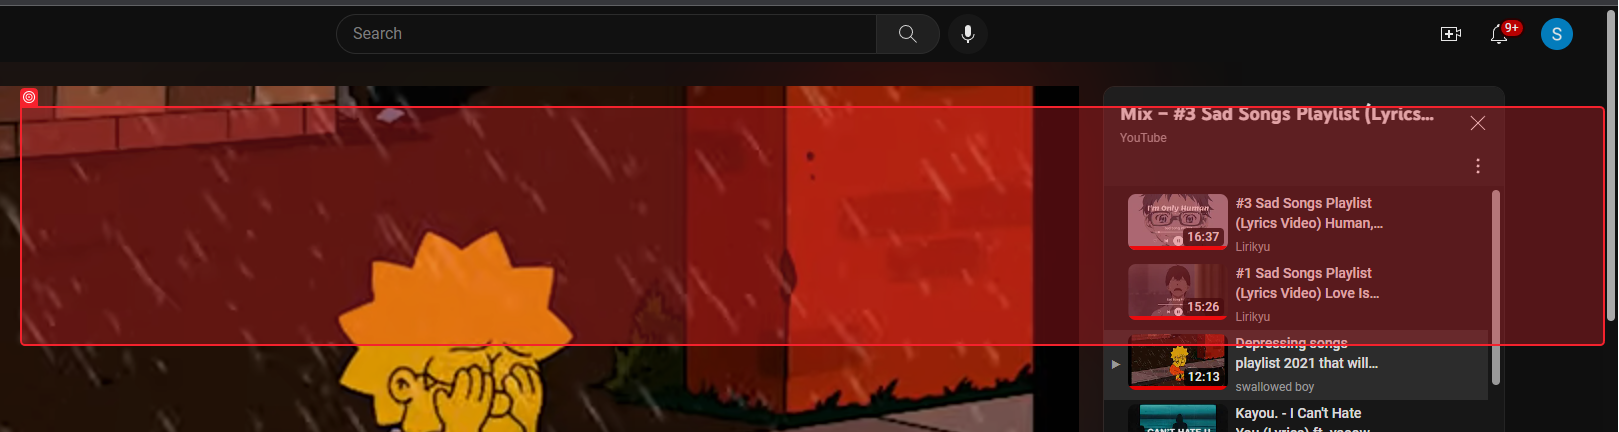 Search
9+
S
Mix – #3 Sad Songs Playlist (Lyrics...
YouTube
I'm Only Human
16:37
#3 Sad Songs Playlist
(Lyrics Video) Human,...
Lirikyu
15:26
#1 Sad Songs Playlist
(Lyrics Video) Love Is...
Lirikyu
12:13
Depressing songs
playlist 2021 that will...
swallowed boy
CAN'T HATE U
Kayou. - I Can't Hate
You (Lyrics) ft.